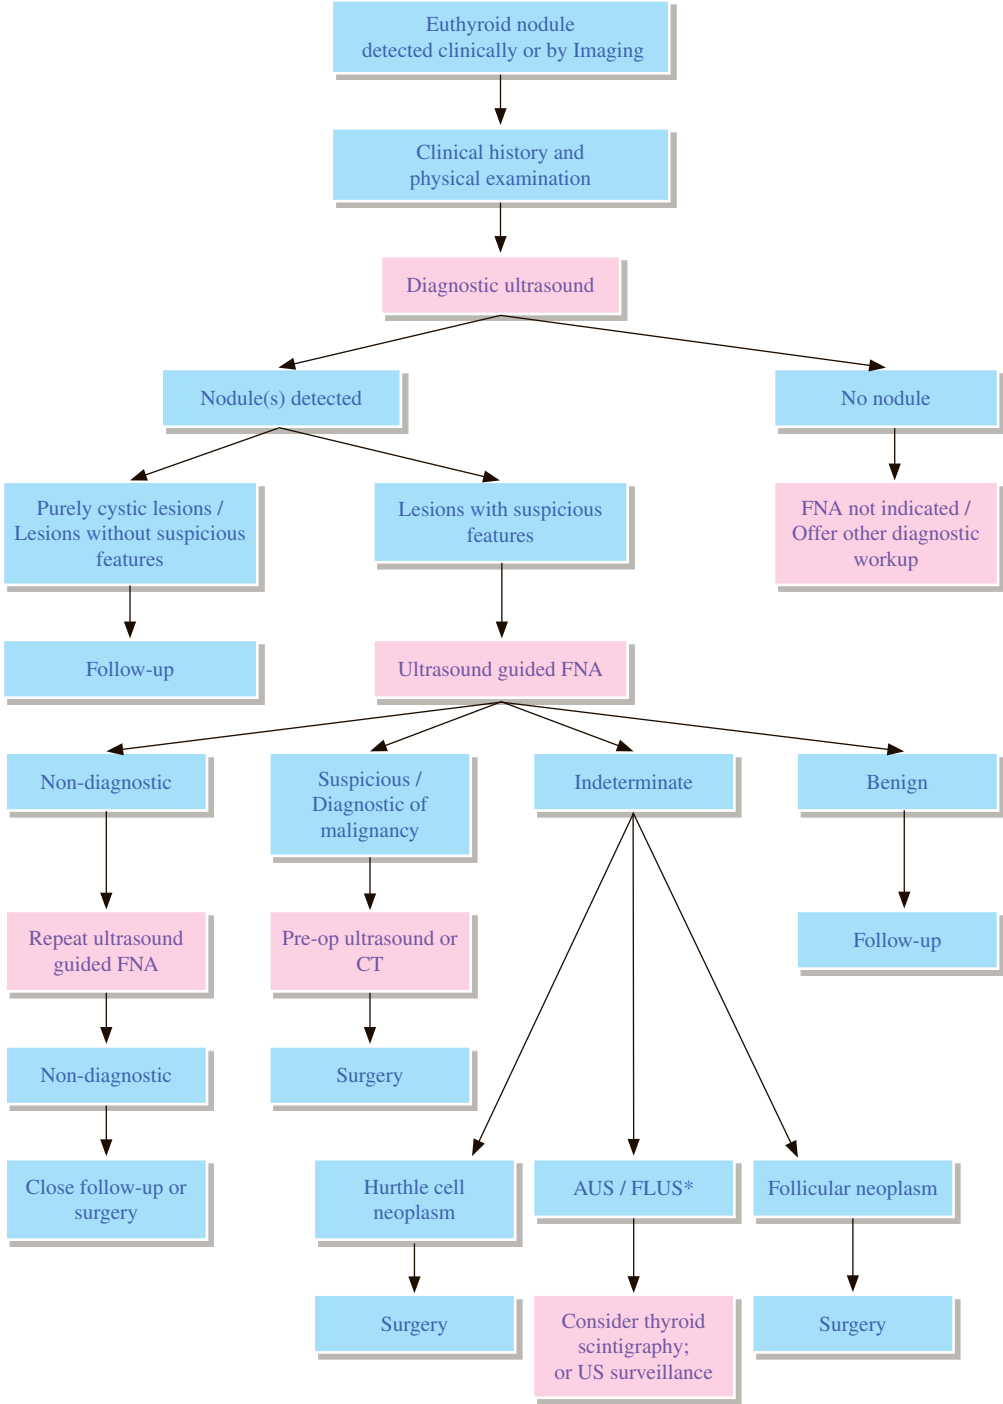 Euthyroid nodule
detected clinically or by Imaging
Clinical history and
physical examination
Diagnostic ultrasound
Nodule(s) detected
No nodule
Purely cystic lesions /
Lesions without suspicious
features
Lesions with suspicious
features
FNA not indicated /
Offer other diagnostic
workup
Follow-up
Ultrasound guided FNA
Non-diagnostic
Suspicious /
Diagnostic of
malignancy
Indeterminate
Benign
Repeat ultrasound
guided FNA
Pre-op ultrasound or
CT
Follow-up
Non-diagnostic
Surgery
Close follow-up or
surgery
Hurthle cell
neoplasm
AUS / FLUS*
Follicular neoplasm
Surgery
Consider thyroid
scintigraphy;
or US surveillance
Surgery